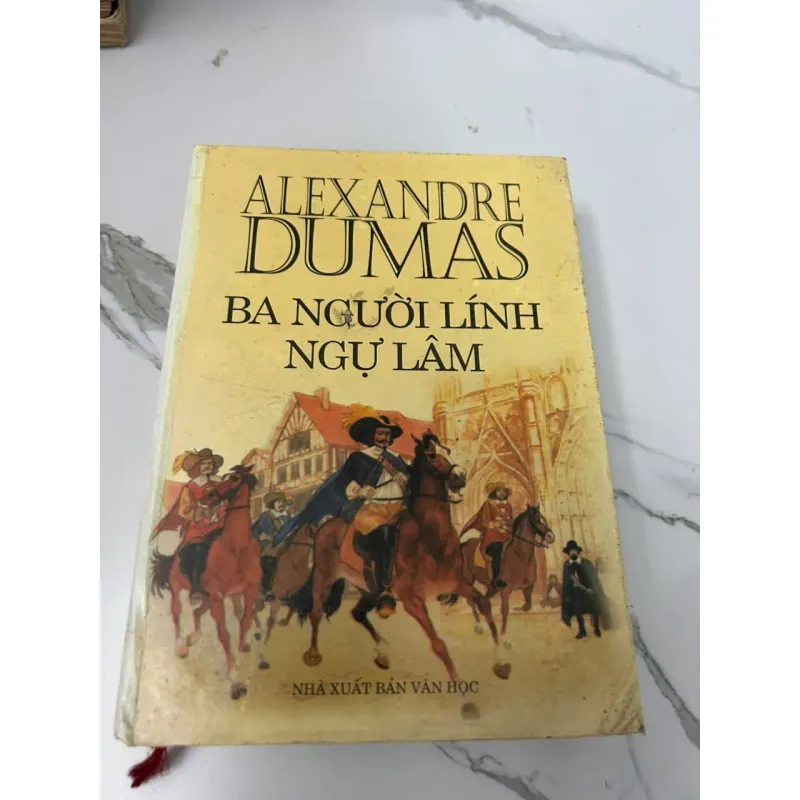 ALEXANDRE
DUMAS
BA NGƯỜI LÍNH
NGỰ LÂM
NHÀ XUẤT BẢN VĂN HỌC